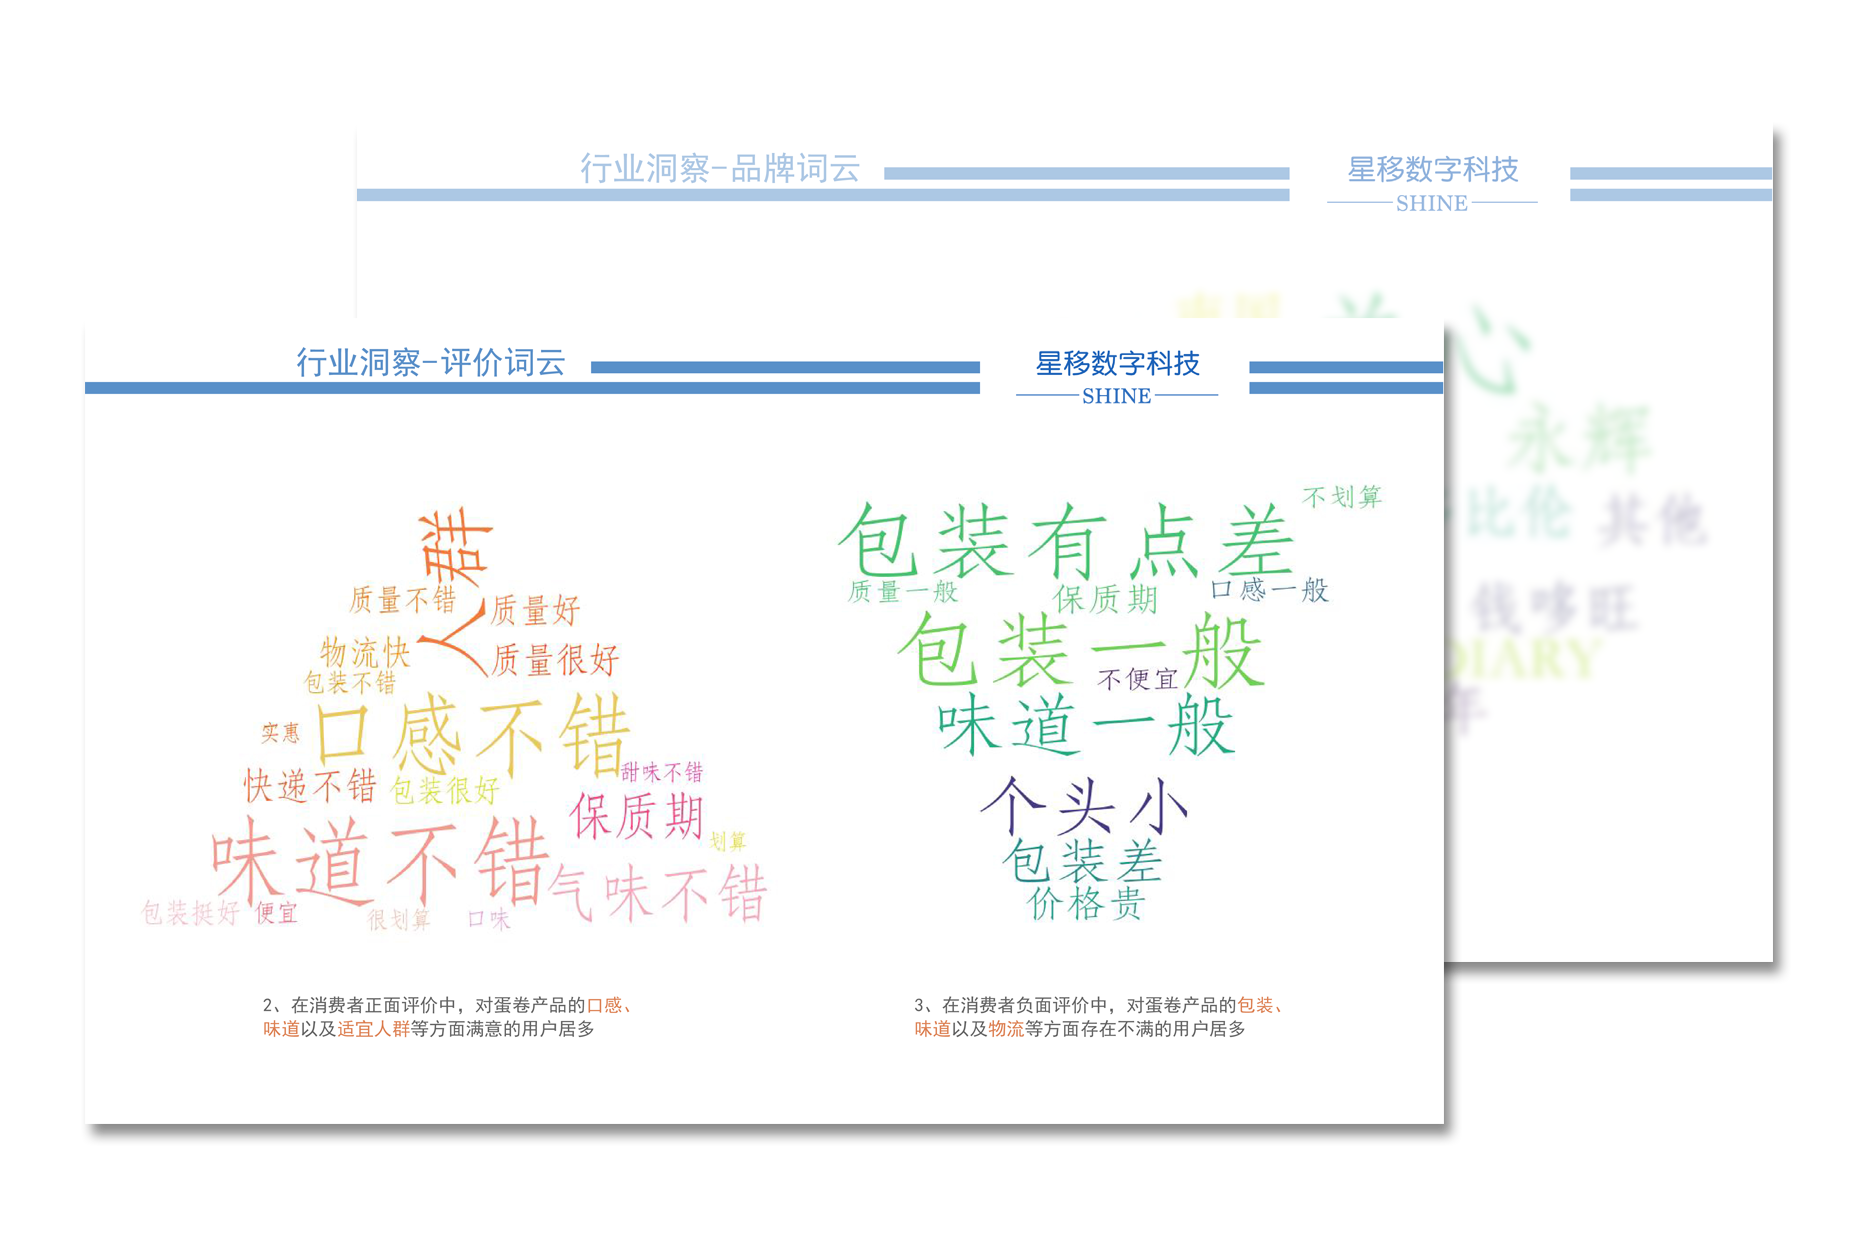 行业洞察-品牌词云
星移数字科技
SHINE
永辉
比伦
其他
钱哆旺
DIARY
年
行业洞察-评价词云
星移数字科技
SHINE
人群
质量不错
质量好
物流快
质量很好
包装不错
口感不错
实惠
甜味不错
快递不错
包装很好
保质期
味道不错
划算
气味不错
包装挺好
便宜
很划算
口味
不划算
包装有点差
质量一般
保质期
口感一般
包装一般
不便宜
味道一般
个头小
包装差
价格贵
2、在消费者正面评价中，对蛋卷产品的口感、
味道以及适宜人群等方面满意的用户居多
3、在消费者负面评价中，对蛋卷产品的包装、
味道以及物流等方面存在不满的用户居多